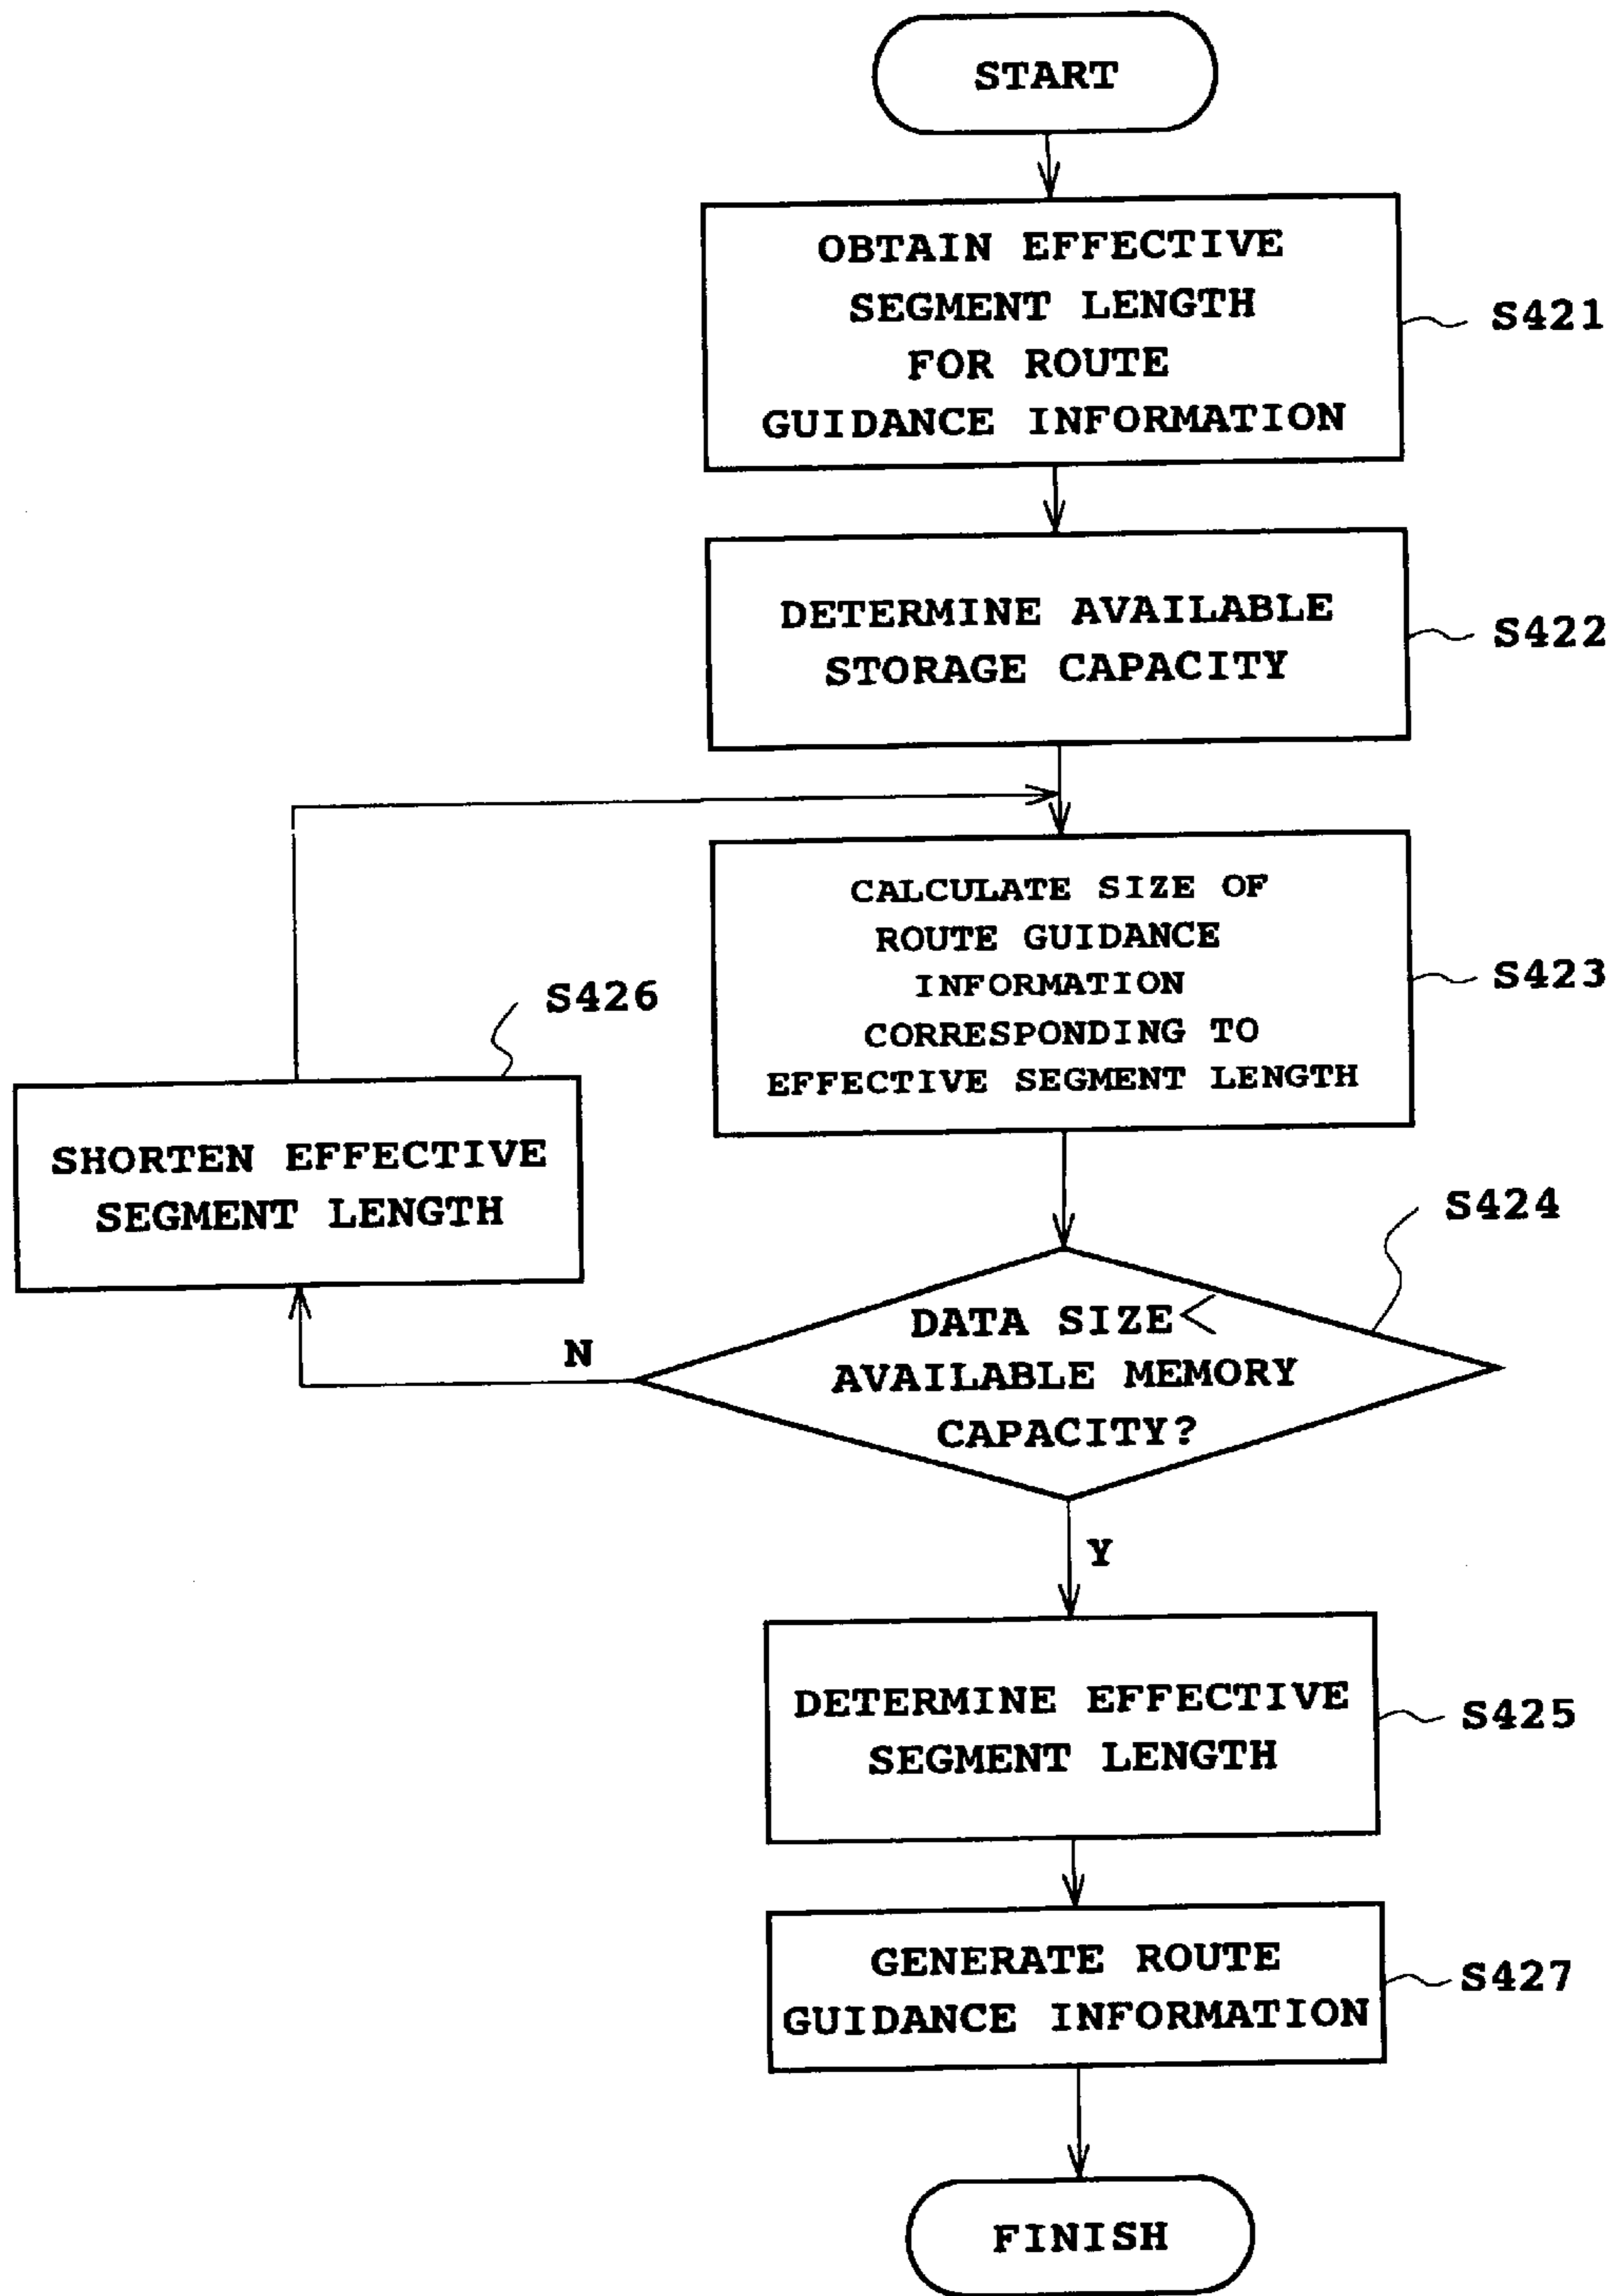 START
OBTAIN EFFECTIVE
SEGMENT LENGTH
FOR ROUTE
GUIDANCE INFORMATION
S421
DETERMINE AVAILABLE
STORAGE CAPACITY
S422
CALCULATE SIZE OF
ROUTE GUIDANCE
INFORMATION
CORRESPONDING TO
EFFECTIVE SEGMENT LENGTH
S423
S426
SHORTEN EFFECTIVE
SEGMENT LENGTH
S424
DATA SIZE<
AVAILABLE MEMORY
CAPACITY?
N
Y
DETERMINE EFFECTIVE
SEGMENT LENGTH
S425
GENERATE ROUTE
GUIDANCE INFORMATION
S427
FINISH